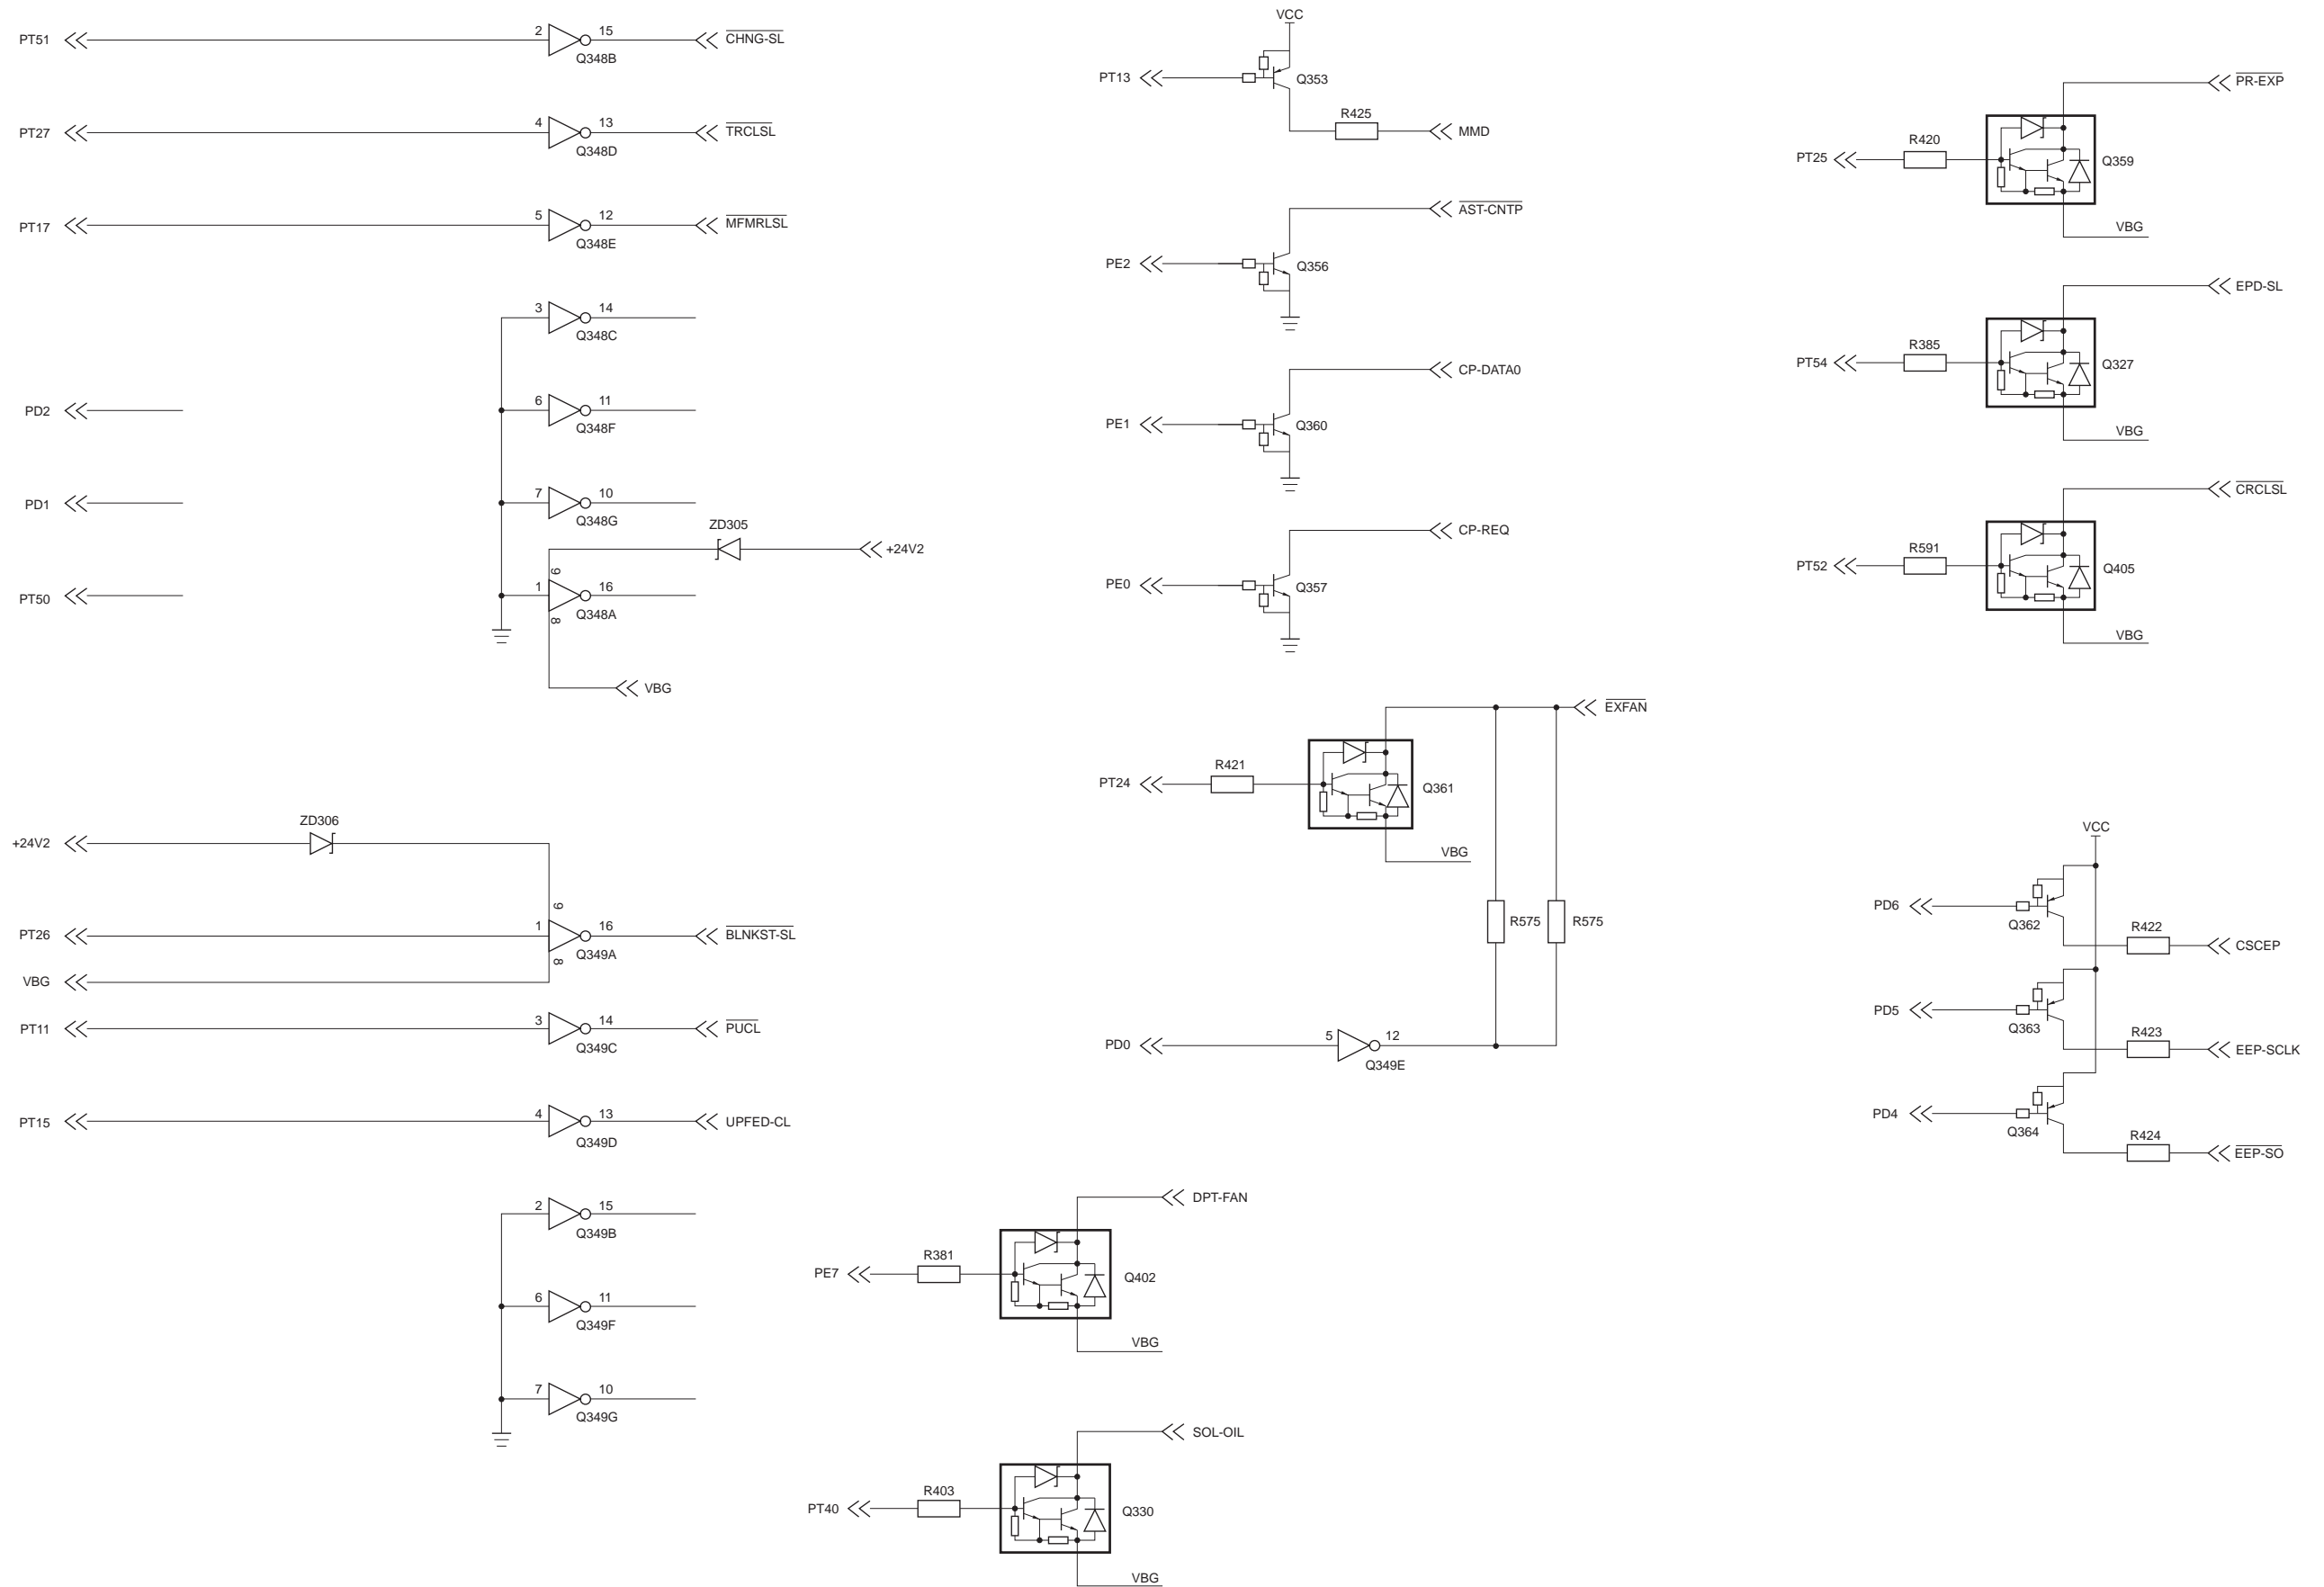 PT51
2
15
CHNG-SL
Q348B
PT27
4
13
TRCLSL
Q348D
PT17
5
12
MFMRLSL
Q348E
3
14
Q348C
PD2
6
11
Q348F
PD1
7
10
Q348G
ZD305
+24V2
9
PT50
1
16
Q348A
8
VBG
ZD306
+24V2
9
PT26
1
16
BLNKST-SL
Q349A
8
VBG
PT11
3
14
PUCL
Q349C
PT15
4
13
UPFED-CL
Q349D
2
15
Q349B
6
11
Q349F
7
10
Q349G
VCC
PT13
Q353
R425
MMD
AST-CNTP
PE2
Q356
CP-DATA0
PE1
Q360
CP-REQ
PE0
Q357
EXFAN
R421
PT24
Q361
VBG
R575
R575
PD0
5
12
Q349E
DPT-FAN
R381
PE7
Q402
VBG
SOL-OIL
R403
PT40
Q330
VBG
PR-EXP
R420
PT25
Q359
VBG
EPD-SL
R385
PT54
Q327
VBG
CRCLSL
R591
PT52
Q405
VBG
VCC
PD6
Q362
R422
CSCEP
PD5
Q363
R423
EEP-SCLK
PD4
Q364
R424
EEP-SO